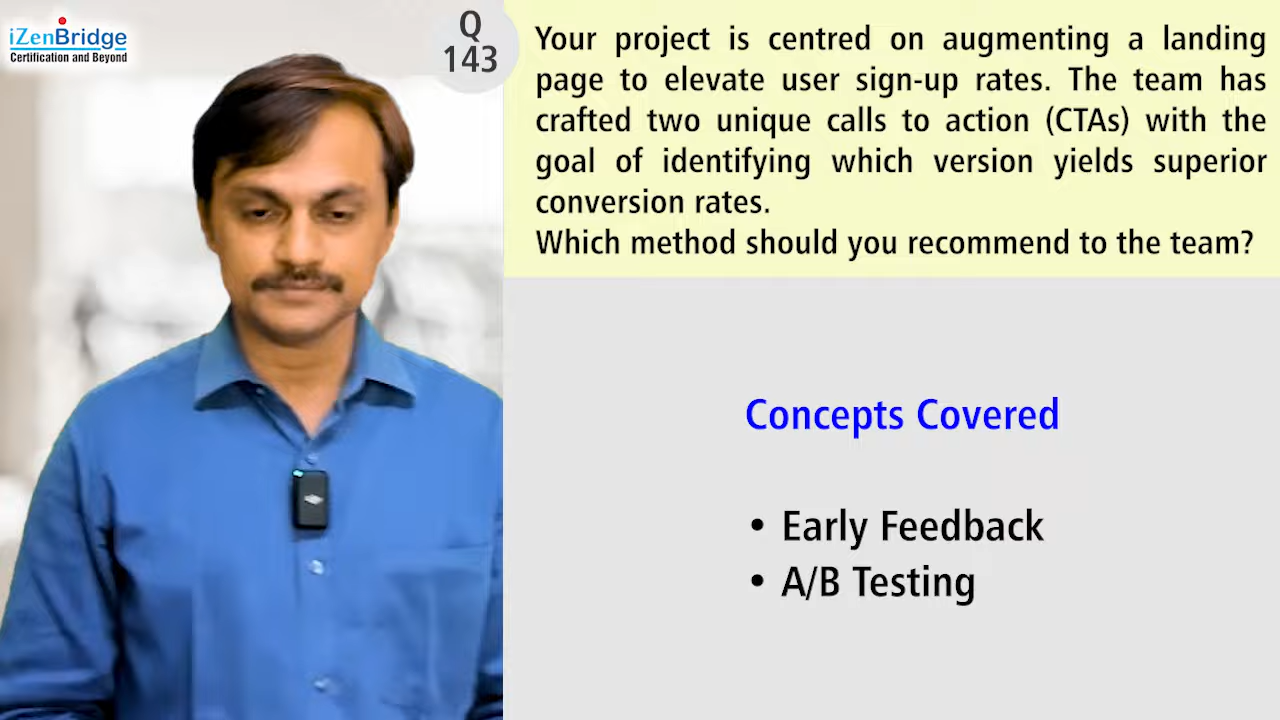 iZenBridge
Certification and Beyond
Q
143
Your project is centred on augmenting a landing
page to elevate user sign-up rates. The team has
crafted two unique calls to action (CTAs) with the
goal of identifying which version yields superior
conversion rates.
Which method should you recommend to the team?
Concepts Covered
• Early Feedback
• A/B Testing